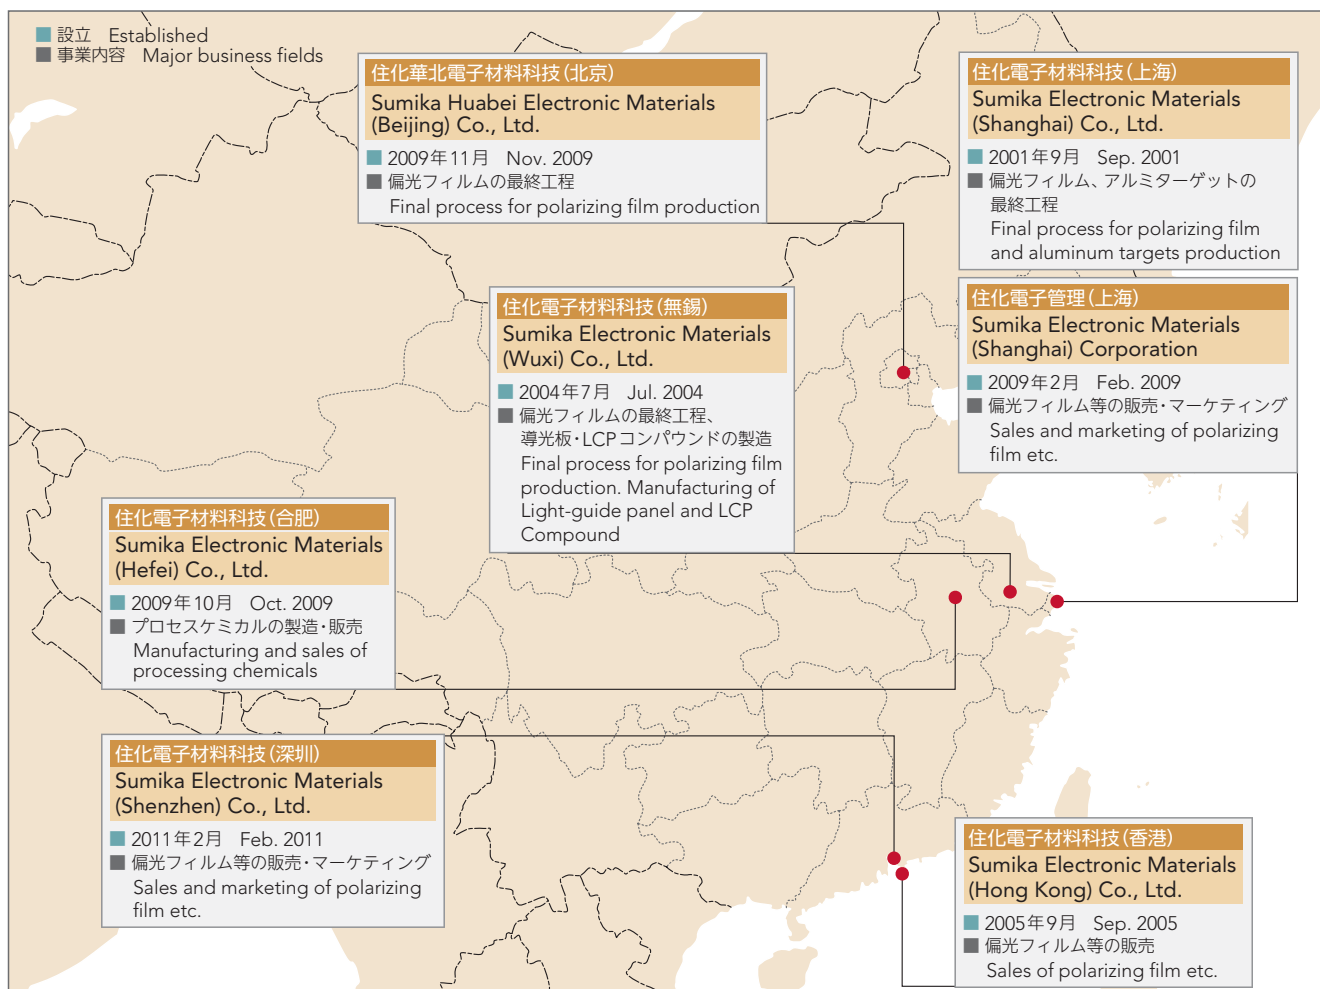 設立 Established
事業内容 Major business fields
住化華北電子材料科技(北京)
Sumika Huabei Electronic Materials
(Beijing) Co., Ltd.
2009年11月 Nov. 2009
偏光フィルムの最終工程
Final process for polarizing film production
住化電子材料科技(上海)
Sumika Electronic Materials
(Shanghai) Co., Ltd.
2001年9月 Sep. 2001
偏光フィルム、アルミターゲットの
最終工程
Final process for polarizing film
and aluminum targets production
住化電子材料科技(無錫)
Sumika Electronic Materials
(Wuxi) Co., Ltd.
2004年7月 Jul. 2004
偏光フィルムの最終工程、
導光板・LCPコンパウンドの製造
Final process for polarizing film
production. Manufacturing of
Light-guide panel and LCP
Compound
住化電子管理(上海)
Sumika Electronic Materials
(Shanghai) Corporation
2009年2月 Feb. 2009
偏光フィルム等の販売・マーケティング
Sales and marketing of polarizing
film etc.
住化電子材料科技(合肥)
Sumika Electronic Materials
(Hefei) Co., Ltd.
2009年10月 Oct. 2009
プロセスケミカルの製造・販売
Manufacturing and sales of
processing chemicals
住化電子材料科技(深圳)
Sumika Electronic Materials
(Shenzhen) Co., Ltd.
2011年2月 Feb. 2011
偏光フィルム等の販売・マーケティング
Sales and marketing of polarizing
film etc.
住化電子材料科技(香港)
Sumika Electronic Materials
(Hong Kong) Co., Ltd.
2005年9月 Sep. 2005
偏光フィルム等の販売
Sales of polarizing film etc.